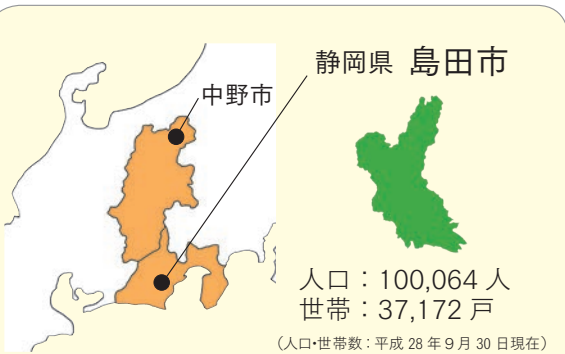 静岡県 島田市
中野市
人口：100,064 人
世帯：37,172 戸
（人口・世帯数：平成 28 年 9 月 30 日現在）